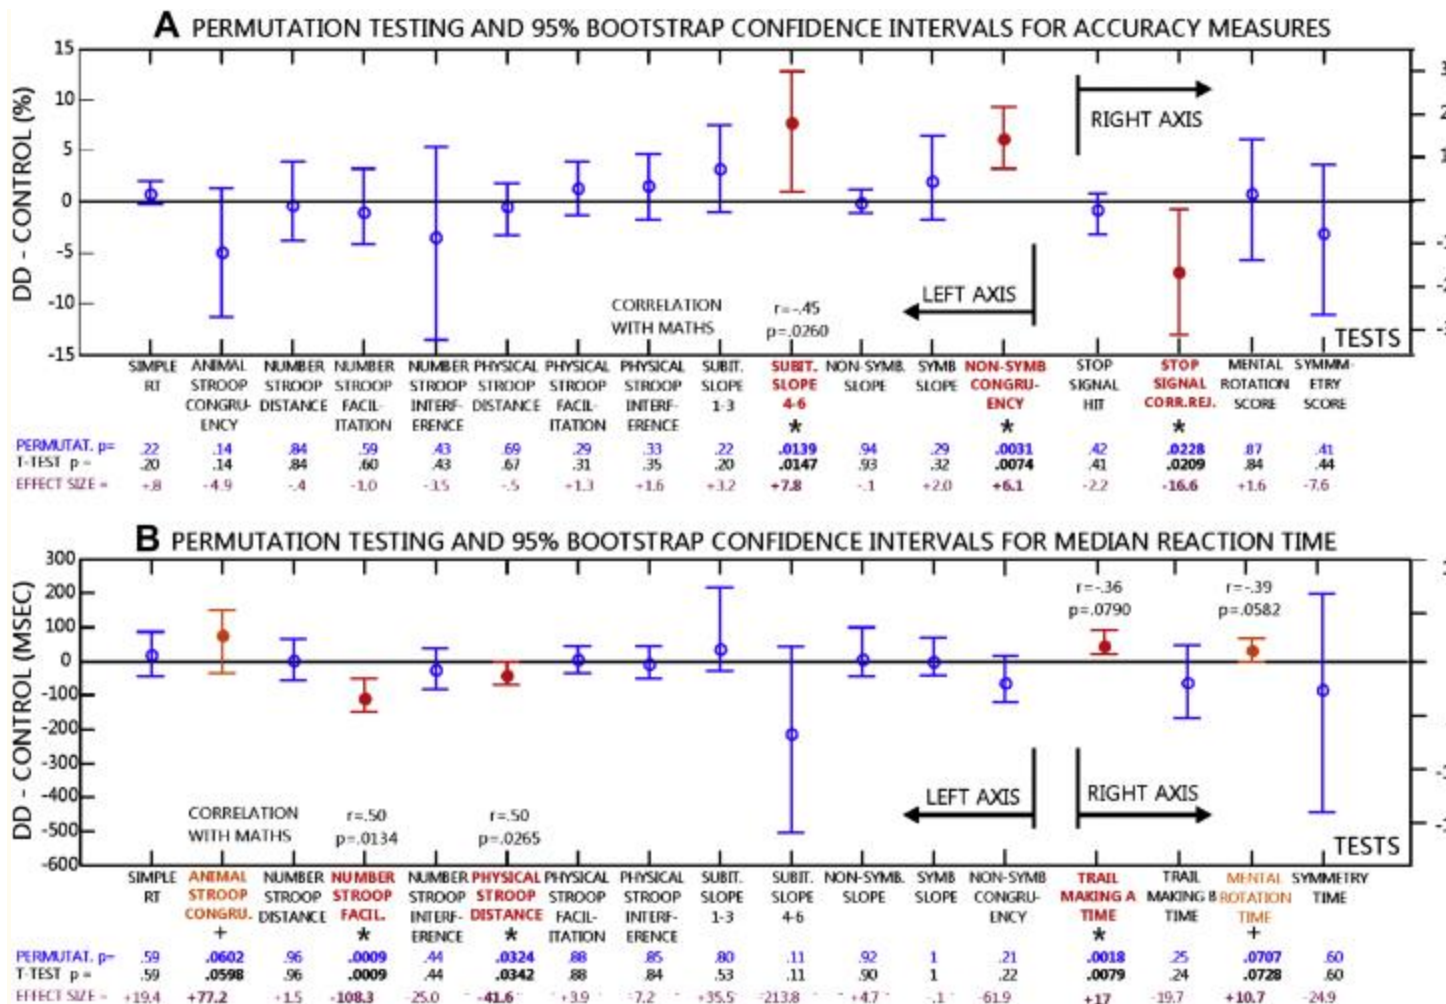 A PERMUTATION TESTING AND 95% BOOTSTRAP CONFIDENCE INTERVALS FOR ACCURACY MEASURES
DD - CONTROL (%)
15
10
5
0
-5
-10
-15
RIGHT AXIS
LEFT AXIS
CORRELATION
WITH MATHS
r=-.45
p=.0260
TESTS
SIMPLE RT
ANIMAL STROOP CONGRU- ENCY
NUMBER STROOP DISTANCE
NUMBER STROOP FACIL- ITATION
NUMBER STROOP INTERF- ERENCE
PHYSICAL STROOP DISTANCE
PHYSICAL STROOP FACIL- ITATION
PHYSICAL STROOP INTERF- ERENCE
SUBIT. SLOPE 1-3
SUBIT. SLOPE 4-6 *
NON-SYMB. SLOPE
SYMB SLOPE
NON-SYMB CONGRU- ENCY *
STOP SIGNAL HIT
STOP SIGNAL CORR.REJ. *
MENTAL ROTATION SCORE
SYMMM- ETRY SCORE
PERMUTAT. p= .22 .14 .84 .59 .43 .69 .29 .33 .22 .0139 .94 .29 .0031 .42 .0228 .87 .41
T-TEST p = .20 .14 .84 .60 .43 .67 .31 .35 .20 .0147 .93 .32 .0074 .41 .0209 .84 .44
EFFECT SIZE = +.8 -4.9 -.4 -1.0 -3.5 -.5 +1.3 +1.6 +3.2 +7.8 -.1 +2.0 +6.1 -2.2 -16.6 +1.6 -7.6
B PERMUTATION TESTING AND 95% BOOTSTRAP CONFIDENCE INTERVALS FOR MEDIAN REACTION TIME
DD - CONTROL (MSEC)
300
200
100
0
-100
-200
-300
-400
-500
-600
r=-.36
p=.0790
r=-.39
p=.0582
LEFT AXIS
RIGHT AXIS
CORRELATION
WITH MATHS
r=.50
p=.0134
r=.50
p=.0265
TESTS
SIMPLE RT
ANIMAL STROOP CONGRU. +
NUMBER STROOP DISTANCE
NUMBER STROOP FACIL. *
NUMBER STROOP INTERF- ERENCE
PHYSICAL STROOP DISTANCE *
PHYSICAL STROOP FACIL- ITATION
PHYSICAL STROOP INTERF- ERENCE
SUBIT. SLOPE 1-3
SUBIT. SLOPE 4-6
NON-SYMB. SLOPE
SYMB SLOPE
NON-SYMB CONGRU- ENCY
TRAIL MAKING A TIME *
TRAIL MAKING B TIME
MENTAL ROTATION TIME +
SYMMETRY TIME
PERMUTAT. p= .59 .0602 .96 .0009 .44 .0324 .88 .85 .80 .11 .92 1 .21 .0018 .25 .0707 .60
T-TEST p = .59 .0598 .96 .0009 .44 .0342 .88 .84 .53 .11 .90 1 .22 .0079 .24 .0728 .60
EFFECT SIZE = +19.4 +77.2 +1.5 -108.3 -25.0 -41.6 +3.9 -7.2 +35.5 -213.8 +4.7 -.1 -61.9 +17 -19.7 +10.7 -24.9